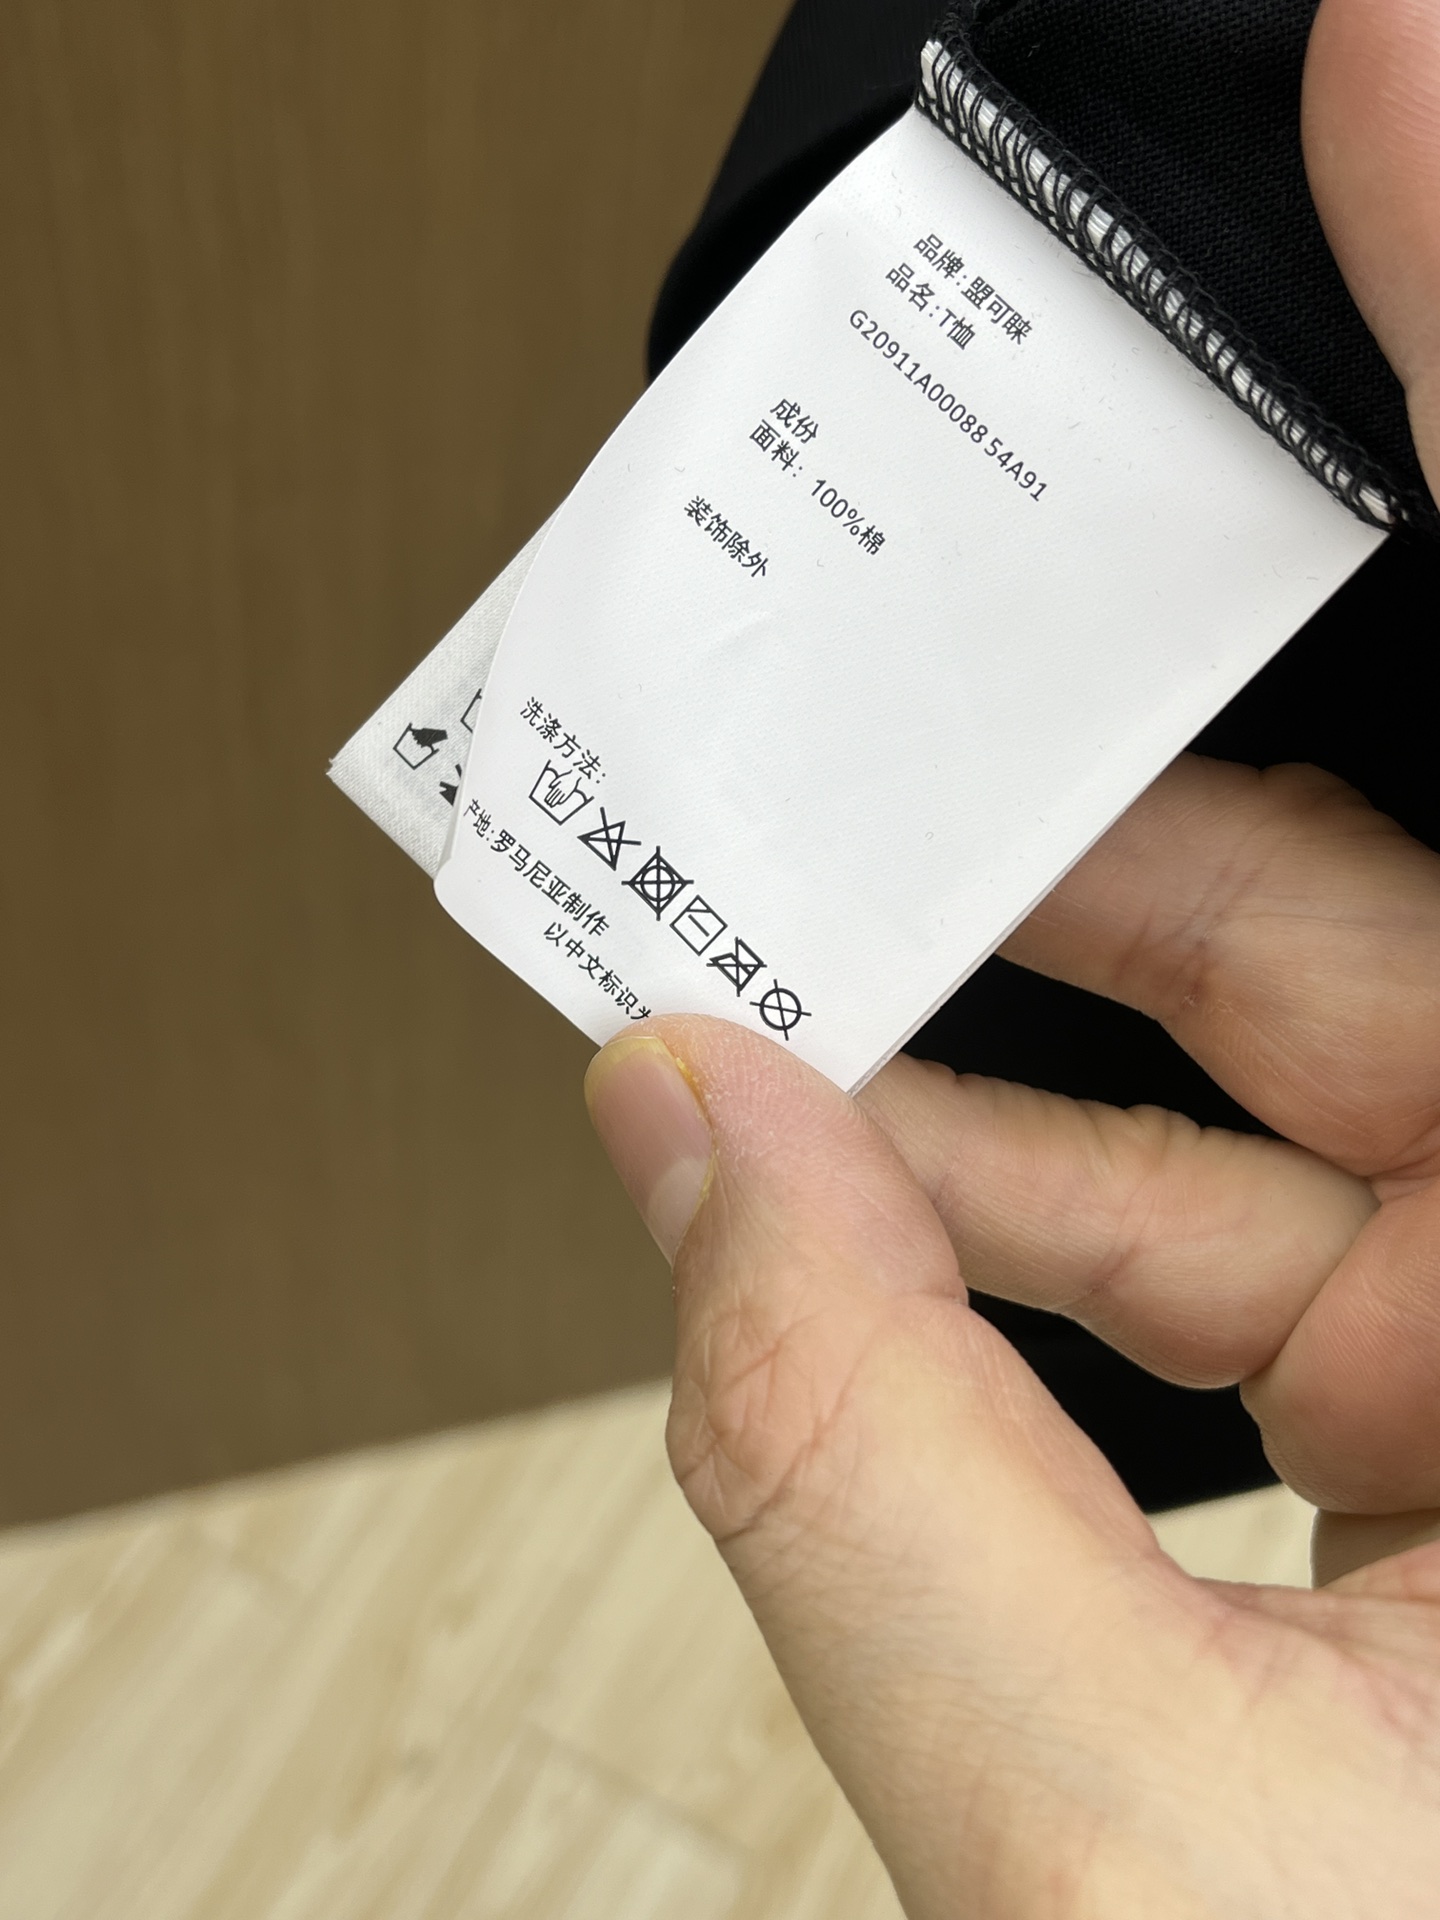 品牌:盟可睐
品名:T恤
G20911A00088 54A91
成份
面料: 100%棉
装饰除外
洗涤方法:
产地:罗马尼亚制作
以中文标识为